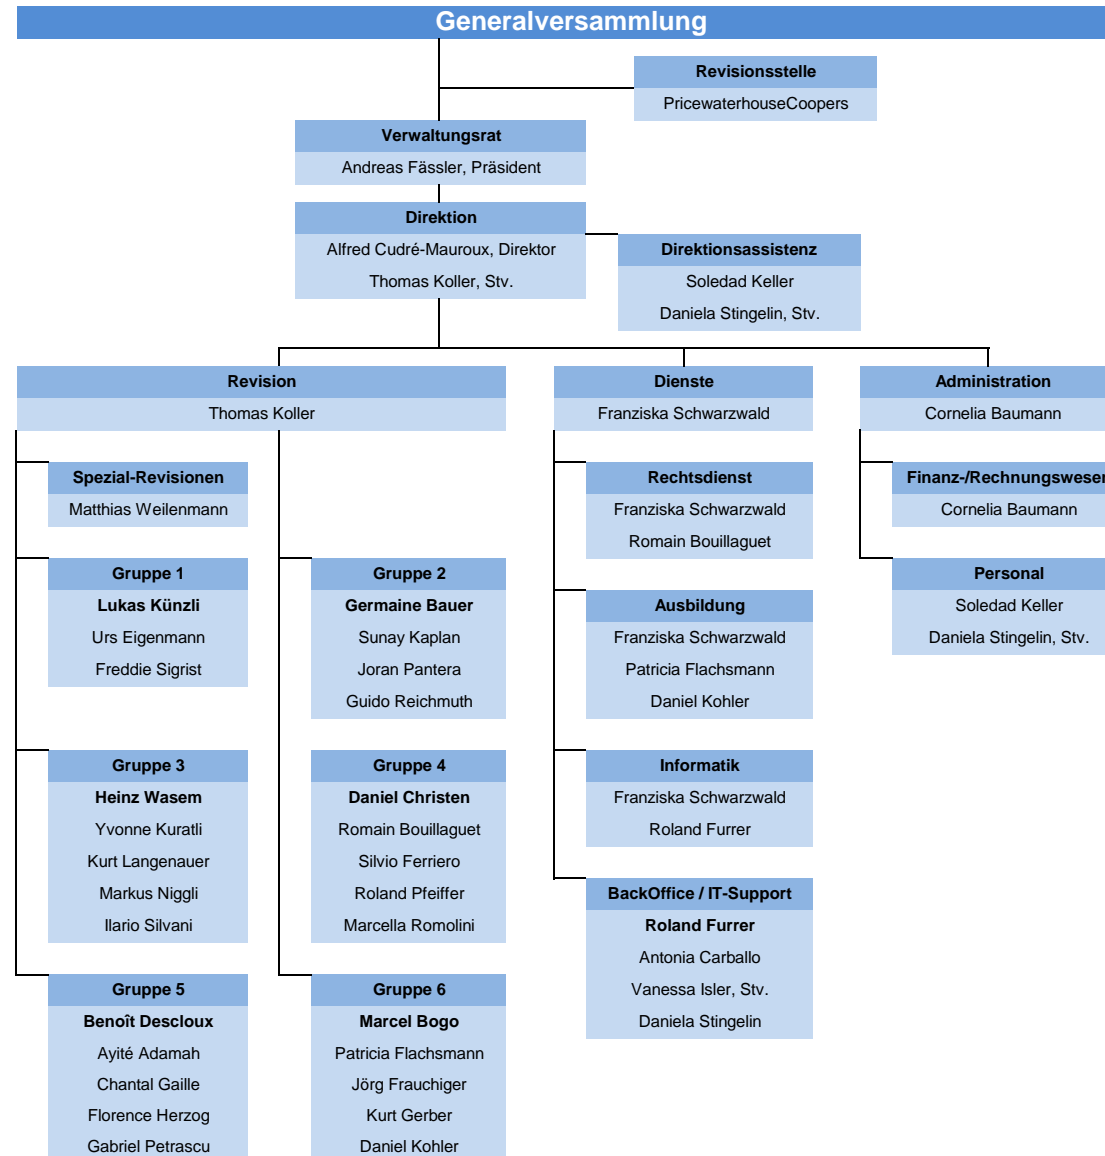 Generalversammlung
Revisionsstelle
PricewaterhouseCoopers
Verwaltungsrat
Andreas Fässler, Präsident
Direktion
Alfred Cudré-Mauroux, Direktor
Thomas Koller, Stv.
Direktionsassistenz
Soledad Keller
Daniela Stingelin, Stv.
Revision
Thomas Koller
Spezial-Revisionen
Matthias Weilenmann
Gruppe 1
Lukas Künzli
Urs Eigenmann
Freddie Sigrist
Gruppe 2
Germaine Bauer
Sunay Kaplan
Joran Pantera
Guido Reichmuth
Gruppe 3
Heinz Wasem
Yvonne Kuratli
Kurt Langenauer
Markus Niggli
Ilario Silvani
Gruppe 4
Daniel Christen
Romain Bouillaguet
Silvio Ferriero
Roland Pfeiffer
Marcella Romolini
Gruppe 5
Benoît Descloux
Ayité Adamah
Chantal Gaille
Florence Herzog
Gabriel Petrascu
Gruppe 6
Marcel Bogo
Patricia Flachsmann
Jörg Frauchiger
Kurt Gerber
Daniel Kohler
Dienste
Franziska Schwarzwald
Rechtsdienst
Franziska Schwarzwald
Romain Bouillaguet
Ausbildung
Franziska Schwarzwald
Patricia Flachsmann
Daniel Kohler
Informatik
Franziska Schwarzwald
Roland Furrer
BackOffice / IT-Support
Roland Furrer
Antonia Carballo
Vanessa Isler, Stv.
Daniela Stingelin
Administration
Cornelia Baumann
Finanz-/Rechnungswesen
Cornelia Baumann
Personal
Soledad Keller
Daniela Stingelin, Stv.